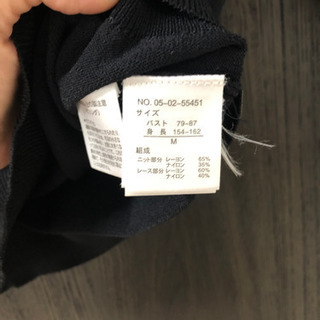 NO. 05-02-55451
サイズ
バスト 79-87
身長 154-162
M
組成
ニット部分 レーヨン 65%
ナイロン 35%
レース部分 レーヨン 60%
ナイロン 40%